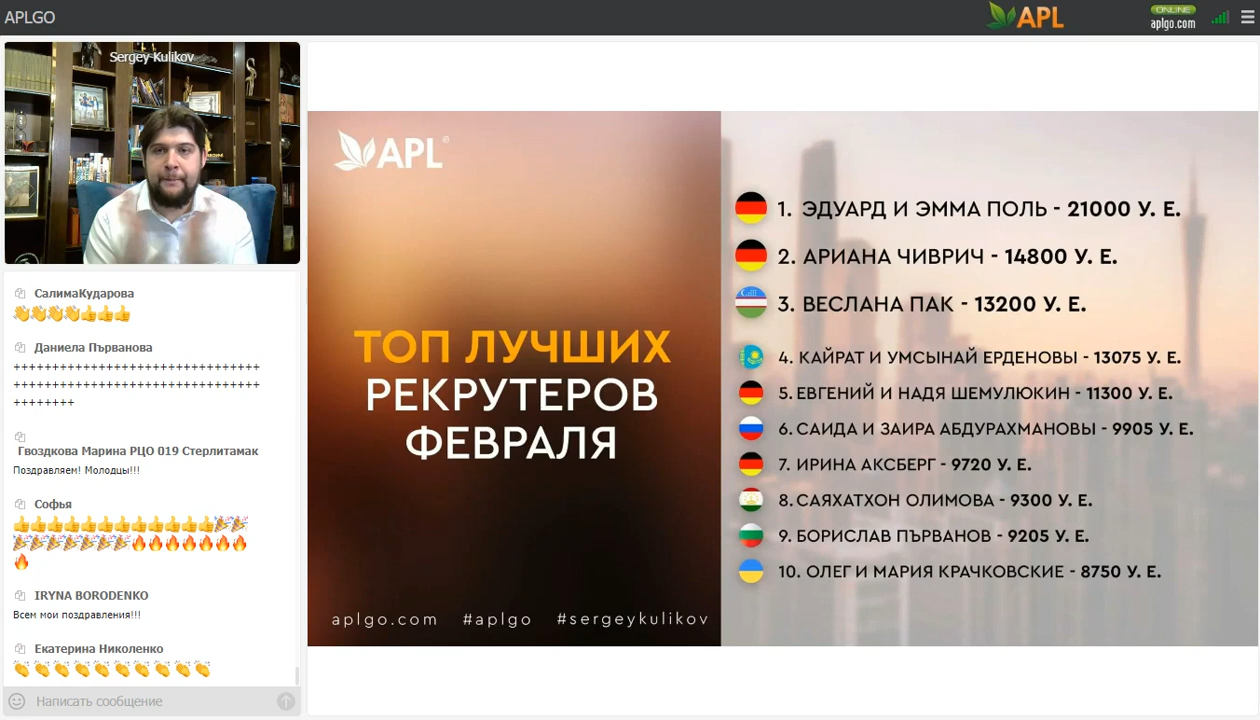 APLGO
APL
ONLINE
aplgo.com
Sergey Kulikov
СалимаКударова
Даниела Първанова
++++++++++++++++++++++++++++++++
++++++++++++++++++++++++++++++++
++++++++
Гвоздкова Марина РЦО 019 Стерлитамак
Поздравляем! Молодцы!!!
Софья
IRYNA BORODENKO
Всем мои поздравления!!!
Екатерина Николенко
Написать сообщение
APL®
ТОП ЛУЧШИХ
РЕКРУТЕРОВ
ФЕВРАЛЯ
aplgo.com #aplgo #sergeykulikov
1. ЭДУАРД И ЭММА ПОЛЬ - 21000 У. Е.
2. АРИАНА ЧИВРИЧ - 14800 У. Е.
3. ВЕСЛАНА ПАК - 13200 У. Е.
4. КАЙРАТ И УМСЫНАЙ ЕРДЕНОВЫ - 13075 У. Е.
5. ЕВГЕНИЙ И НАДЯ ШЕМУЛЮКИН - 11300 У. Е.
6. САИДА И ЗАИРА АБДУРАХМАНОВЫ - 9905 У. Е.
7. ИРИНА АКСБЕРГ - 9720 У. Е.
8. САЯХАТХОН ОЛИМОВА - 9300 У. Е.
9. БОРИСЛАВ ПЪРВАНОВ - 9205 У. Е.
10. ОЛЕГ И МАРИЯ КРАЧКОВСКИЕ - 8750 У. Е.